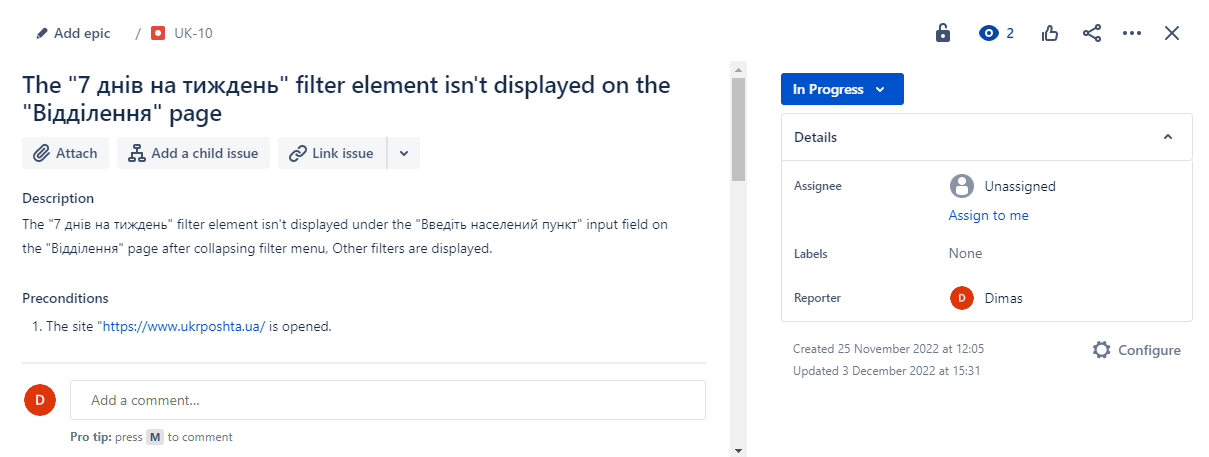 Add epic / UK-10
2
The "7 днів на тиждень" filter element isn't displayed on the
"Відділення" page
Attach Add a child issue Link issue
Description
The "7 днів на тиждень" filter element isn't displayed under the "Введіть населений пункт" input field on
the "Відділення" page after collapsing filter menu, Other filters are displayed.
Preconditions
1. The site "https://www.ukrposhta.ua/ is opened.
D Add a comment...
Pro tip: press M to comment
In Progress
Details
Assignee Unassigned
Assign to me
Labels None
Reporter D Dimas
Created 25 November 2022 at 12:05
Configure
Updated 3 December 2022 at 15:31